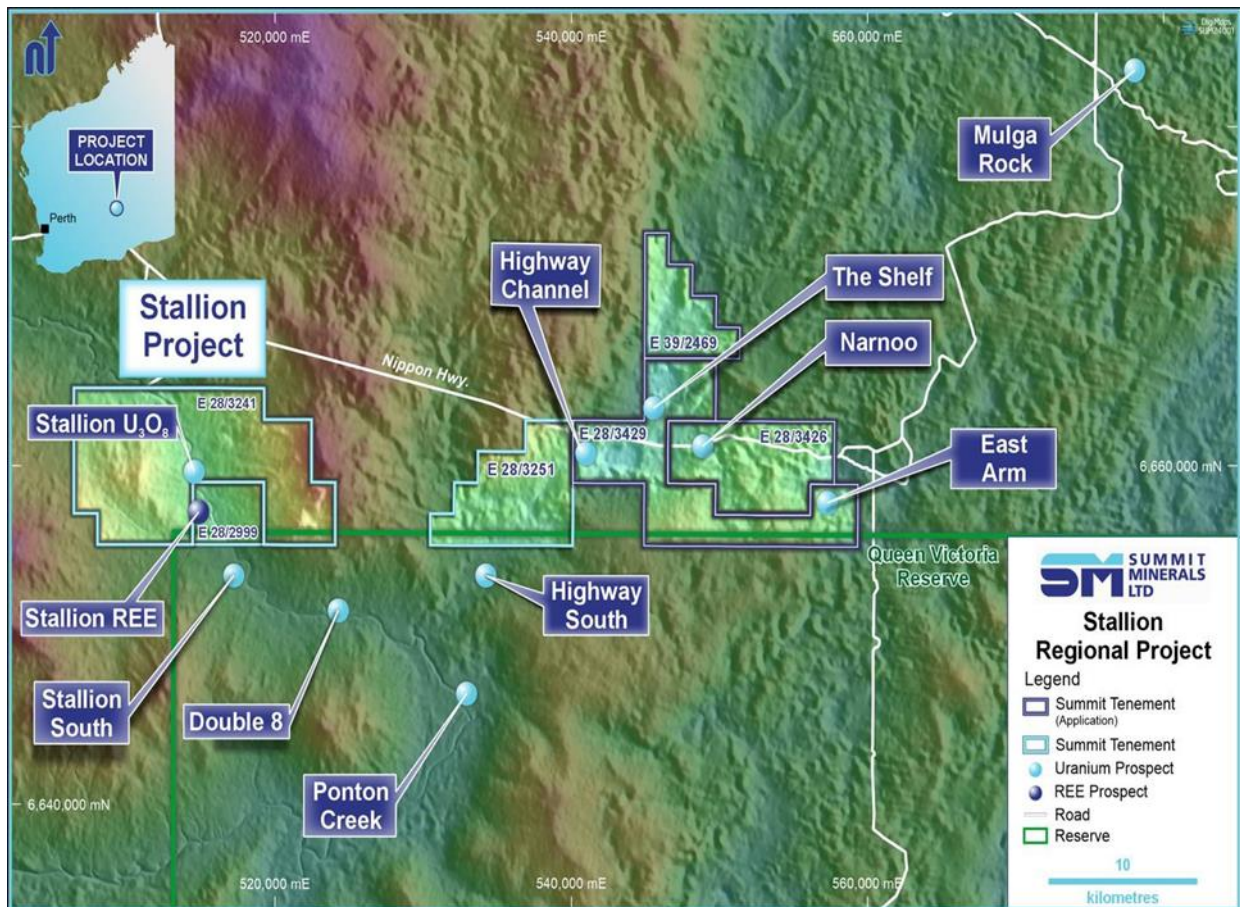 520,000 mE
540,000 mE
560,000 mE
DigiMaps
PROJECT
LOCATION
Perth
Mulga
Rock
Highway
Channel
The Shelf
Stallion
Project
E 39/2469
Narnoo
Nippon Hwy.
E 28/3241
Stallion U₃O₈
E 28/3429
E 28/3426
E 28/3251
East
Arm
6,660,000 mN
E 28/2999
Stallion REE
Queen Victoria
Reserve
Highway
South
Stallion
South
Double 8
Ponton
Creek
6,640,000 mN
520,000 mE
540,000 mE
560,000 mE
SM SUMMIT
MINERALS
LTD
Stallion
Regional Project
Legend
Summit Tenement
(Application)
Summit Tenement
Uranium Prospect
REE Prospect
Road
Reserve
10
kilometres